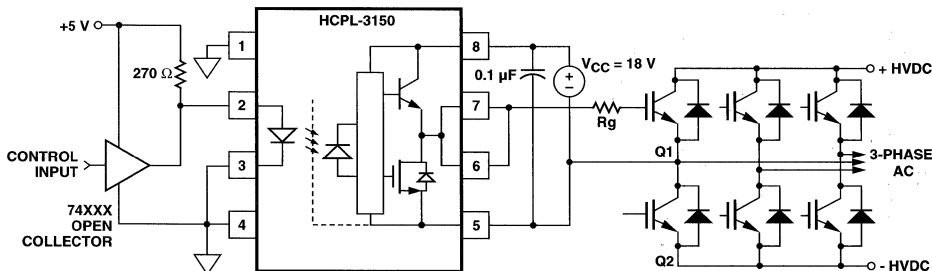 HCPL-3150
+5 V
270 Ω
1
2
3
4
8
7
6
5
0.1 µF
VCC = 18 V
+
−
Rg
+ HVDC
Q1
3-PHASE
AC
Q2
- HVDC
CONTROL
INPUT
74XXX
OPEN
COLLECTOR